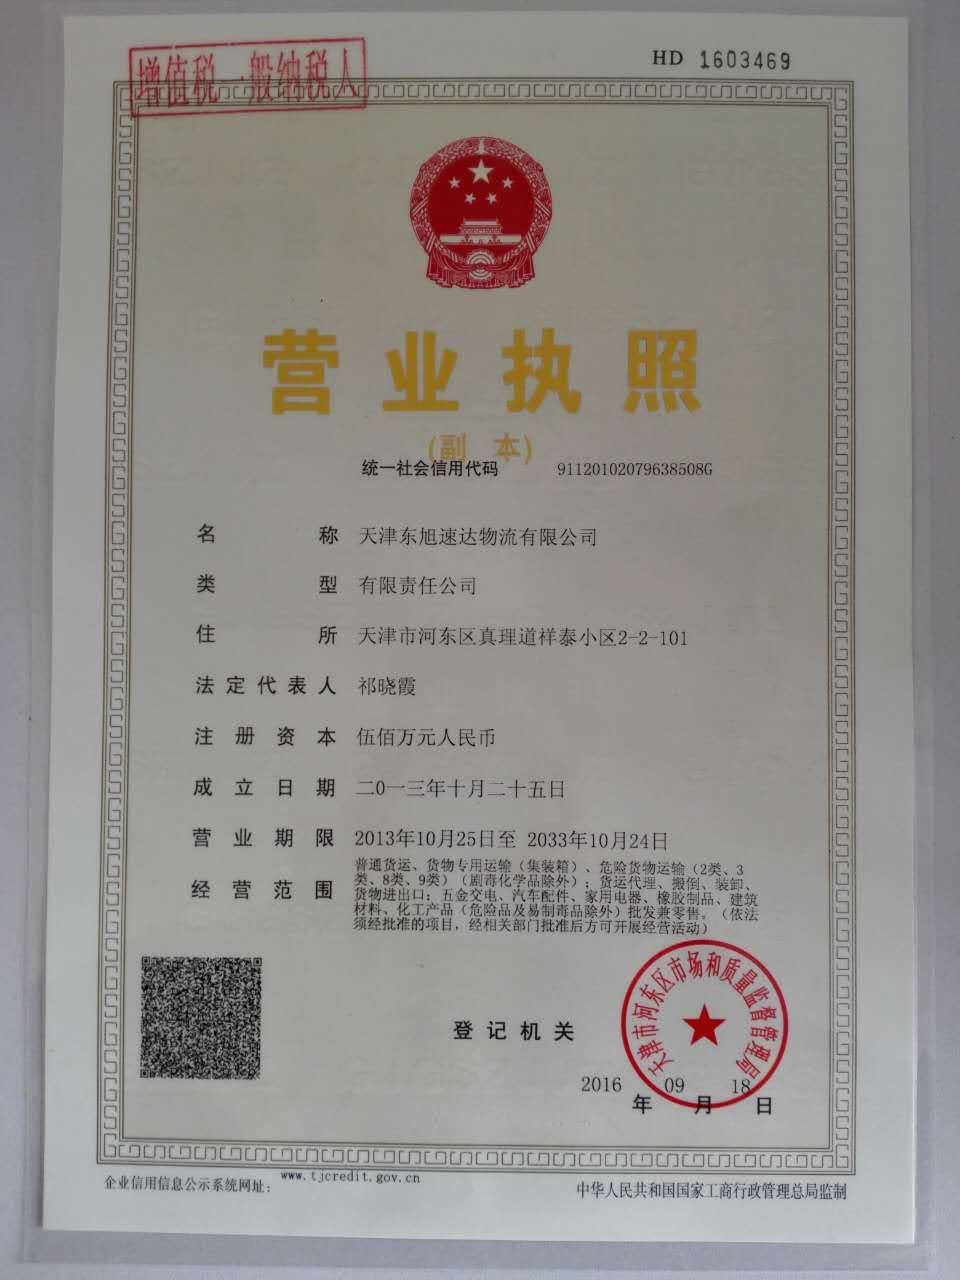 增值税一般纳税人
HD 1603469
营业执照
(副本)
统一社会信用代码 91120102079638508G
名称 天津东旭速达物流有限公司
类型 有限责任公司
住所 天津市河东区真理道祥泰小区2-2-101
法定代表人 祁晓霞
注册资本 伍佰万元人民币
成立日期 二0一三年十月二十五日
营业期限 2013年10月25日至 2033年10月24日
经营范围 普通货运、货物专用运输（集装箱）、危险货物运输（2类、3
类、8类、9类）（剧毒化学品除外）；货运代理、搬倒、装卸、
货物进出口；五金交电、汽车配件、家用电器、橡胶制品、建筑
材料、化工产品（危险品及易制毒品除外）批发兼零售。（依法
须经批准的项目，经相关部门批准后方可开展经营活动）
天津市河东区市场和质量监督管理局
登记机关
2016年09月18日
企业信用信息公示系统网址： www.tjcredit.gov.cn
中华人民共和国国家工商行政管理总局监制